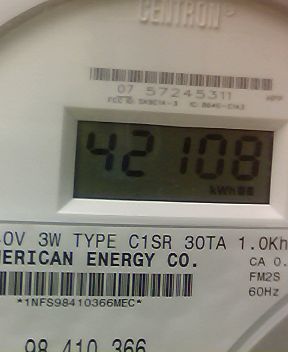 CENTRON®
07 57245311
42108
kWh
0V 3W TYPE C1SR 30TA 1.0Kh
ERICAN ENERGY CO.
CA 0.
FM2S
*1NFS98410366MEC*
60Hz
98 410 366